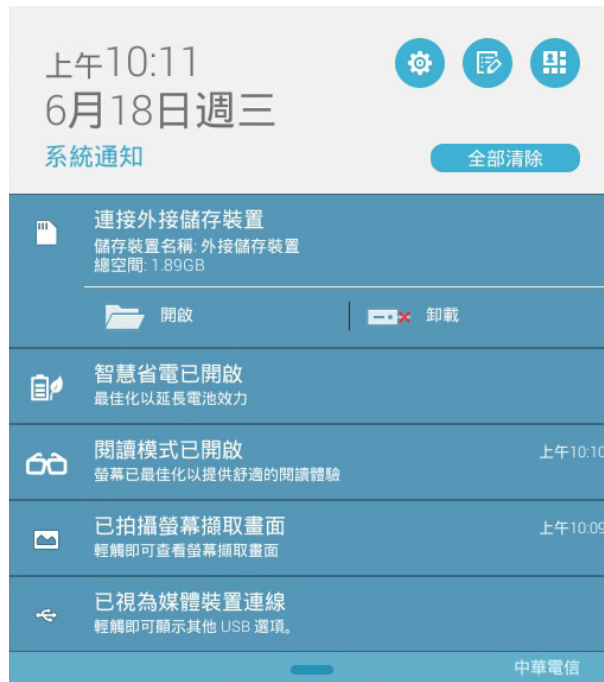 上午10:11
6月18日週三
系統通知
全部清除
連接外接儲存裝置
儲存裝置名稱: 外接儲存裝置
總空間: 1.89GB
開啟
卸載
智慧省電已開啟
最佳化以延長電池效力
閱讀模式已開啟
上午10:10
螢幕已最佳化以提供舒適的閱讀體驗
已拍攝螢幕擷取畫面
上午10:09
輕觸即可查看螢幕擷取畫面
已視為媒體裝置連線
輕觸即可顯示其他 USB 選項。
中華電信